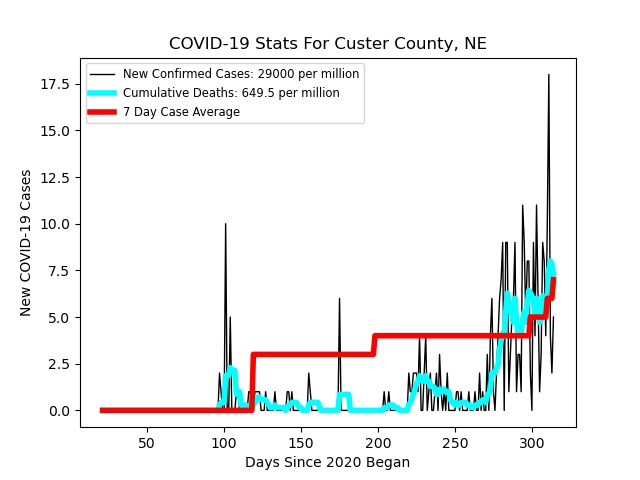 COVID-19 Stats For Custer County, NE
New Confirmed Cases: 29000 per million
Cumulative Deaths: 649.5 per million
7 Day Case Average
17.5
15.0
12.5
10.0
7.5
5.0
2.5
0.0
New COVID-19 Cases
50 100 150 200 250 300
Days Since 2020 Began